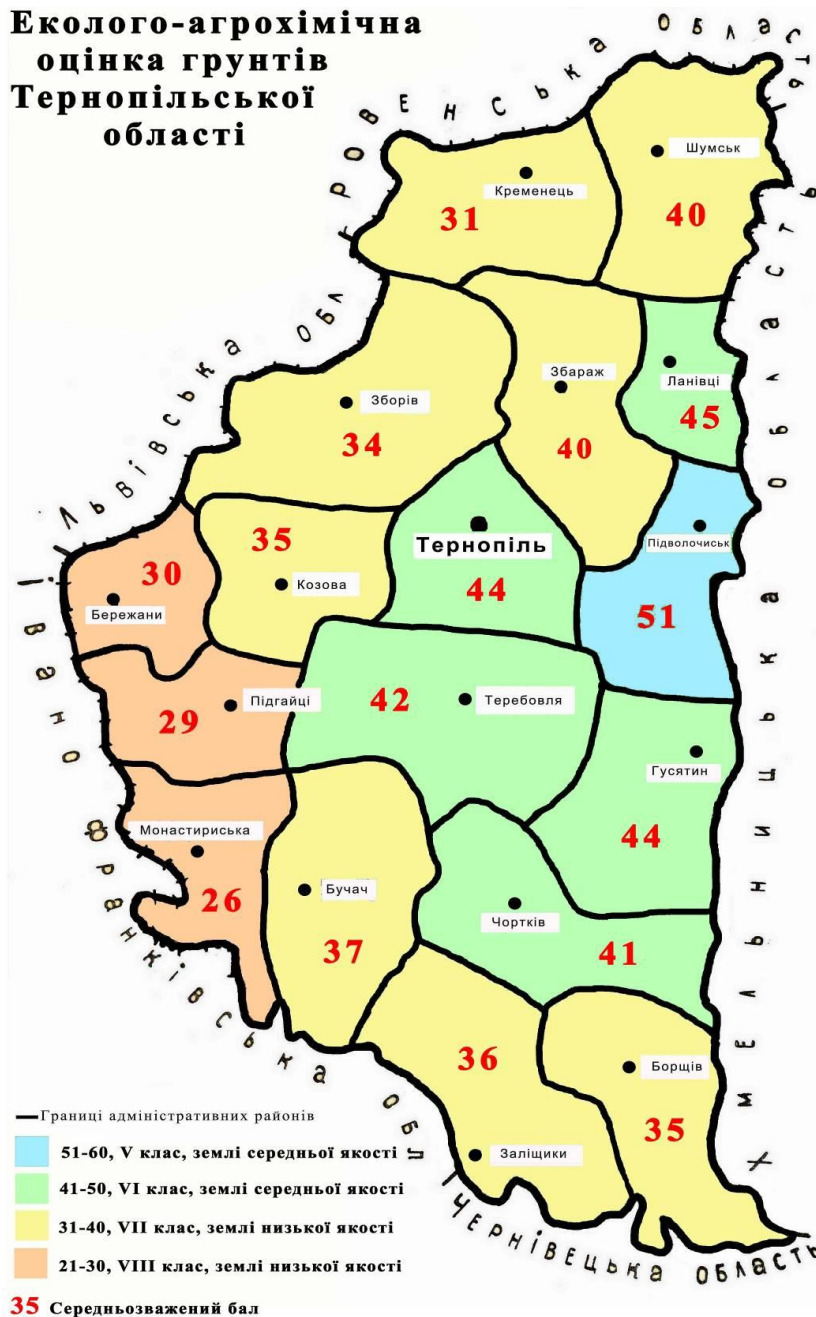 Еколого-агрохімічна
оцінка грунтів
Тернопільської
області
РОВЕНСЬКА ОБЛАСТЬ
Шумськ
40
Кременець
31
ЛЬВІВСЬКА ОБЛ
Ланівці
45
Збараж
40
Зборів
34
Підволочиськ
51
Тернопіль
44
35
Козова
30
Бережани
29
Підгайці
42
Теребовля
Гусятин
44
Монастириська
26
Бучач
37
Чортків
41
36
Заліщики
Борщів
35
ІВАНО ФРАНКІВСЬКА ОБЛ
ЧЕРНІВЕЦЬКА ОБЛАСТЬ
ХМЕЛЬНИЦЬКА ОБЛАСТЬ
Границі адміністративних районів
51-60, V клас, землі середньої якості
41-50, VI клас, землі середньої якості
31-40, VII клас, землі низької якості
21-30, VIII клас, землі низької якості
35 Середньозважений бал